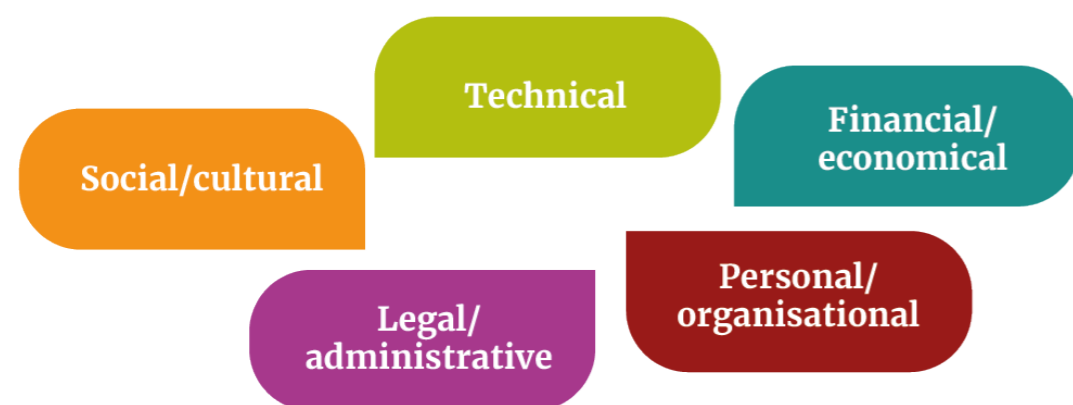 Technical
Financial/
economical
Social/cultural
Personal/
organisational
Legal/
administrative